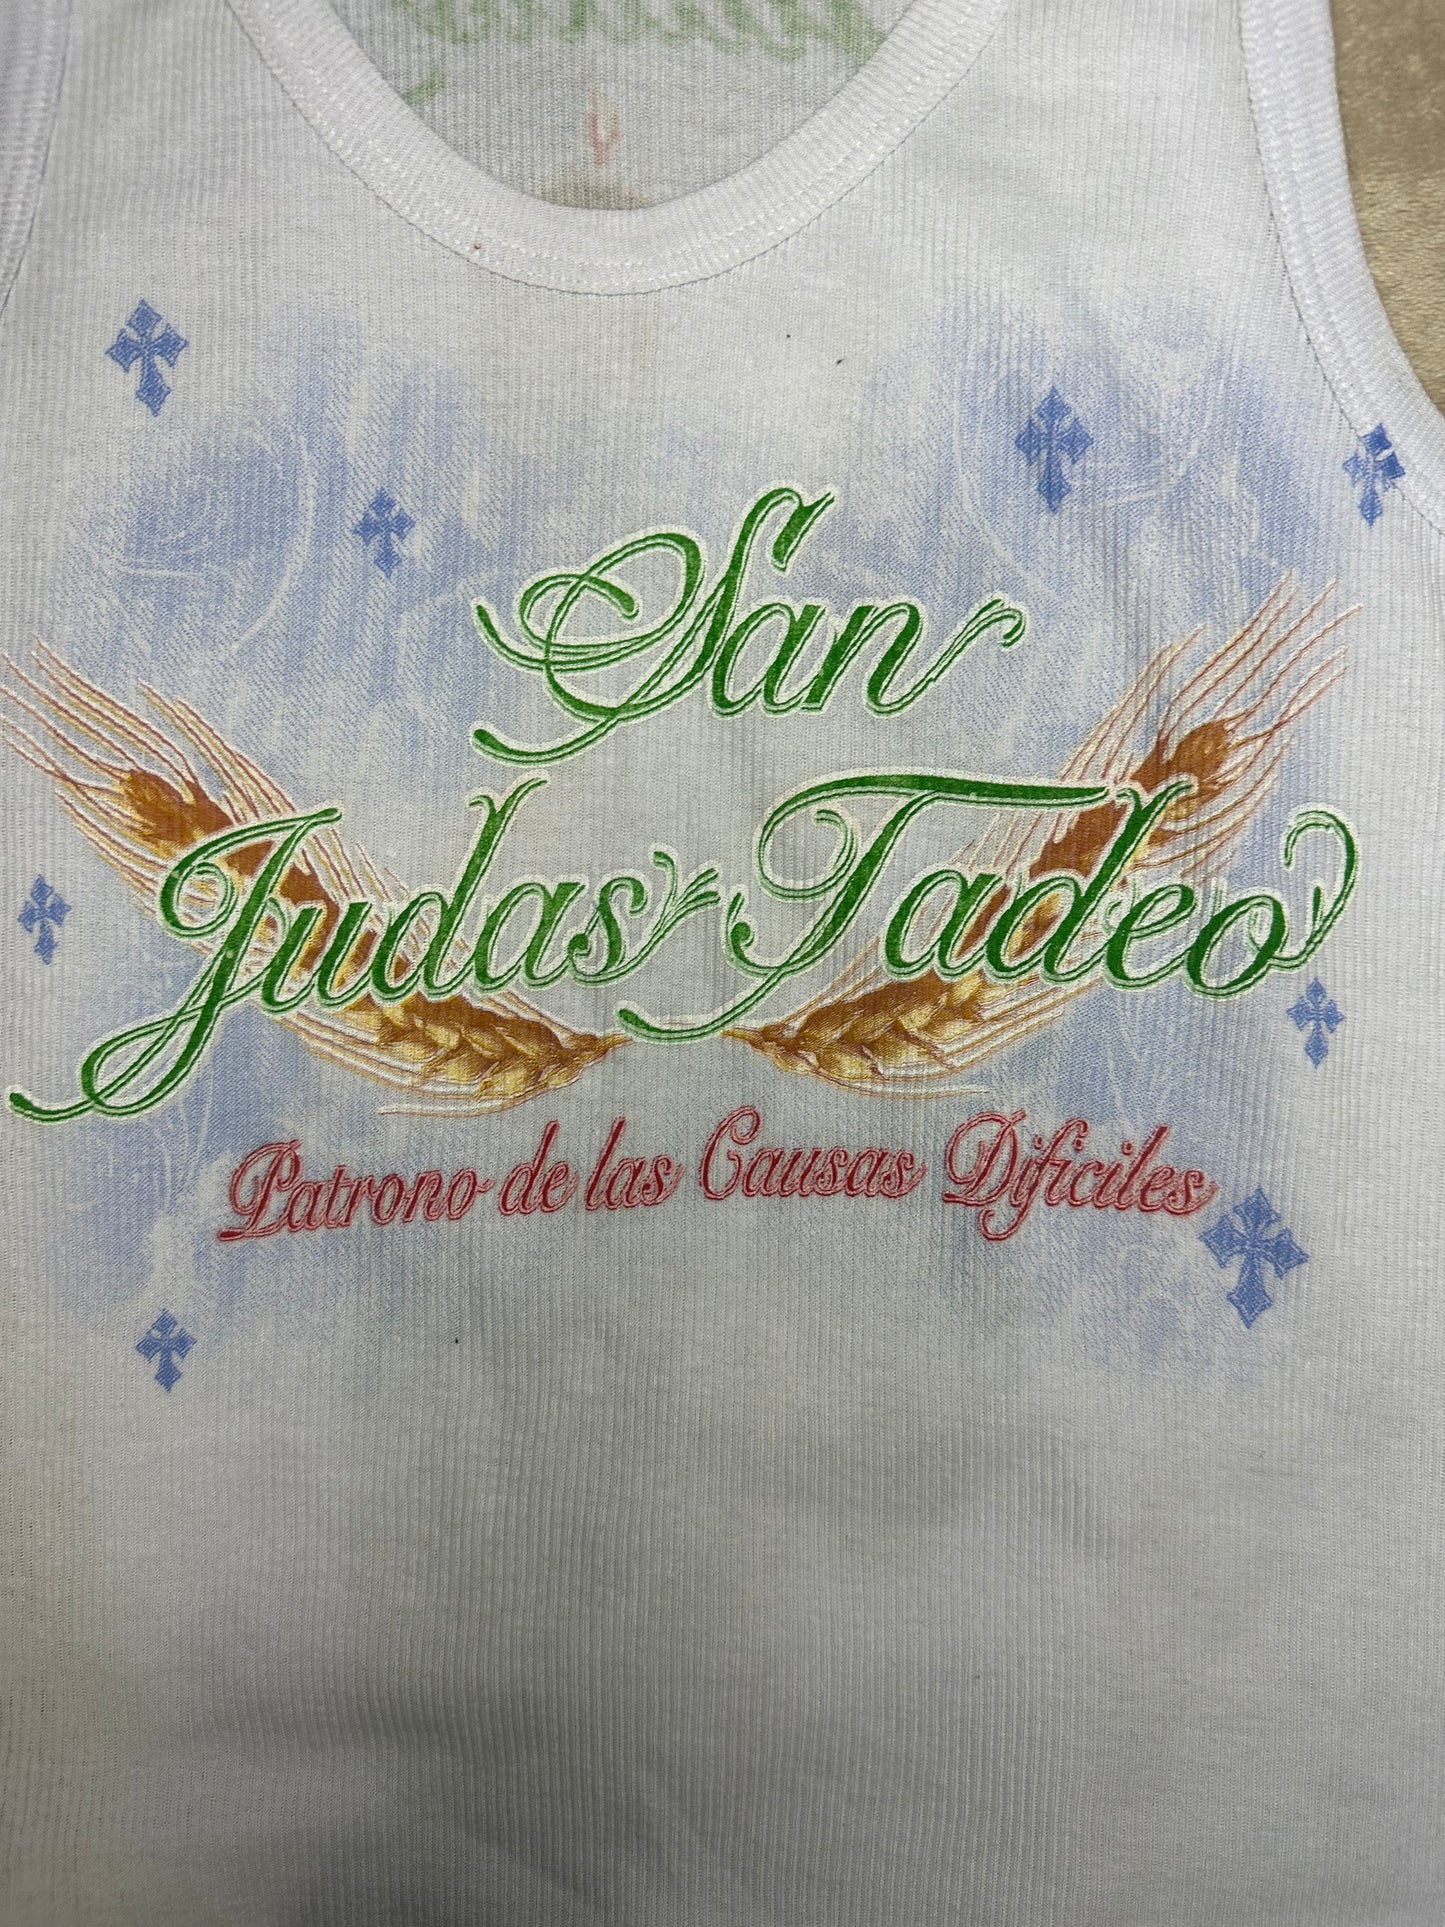 San
Judas Tadeo
Patrono de las Causas Dificiles